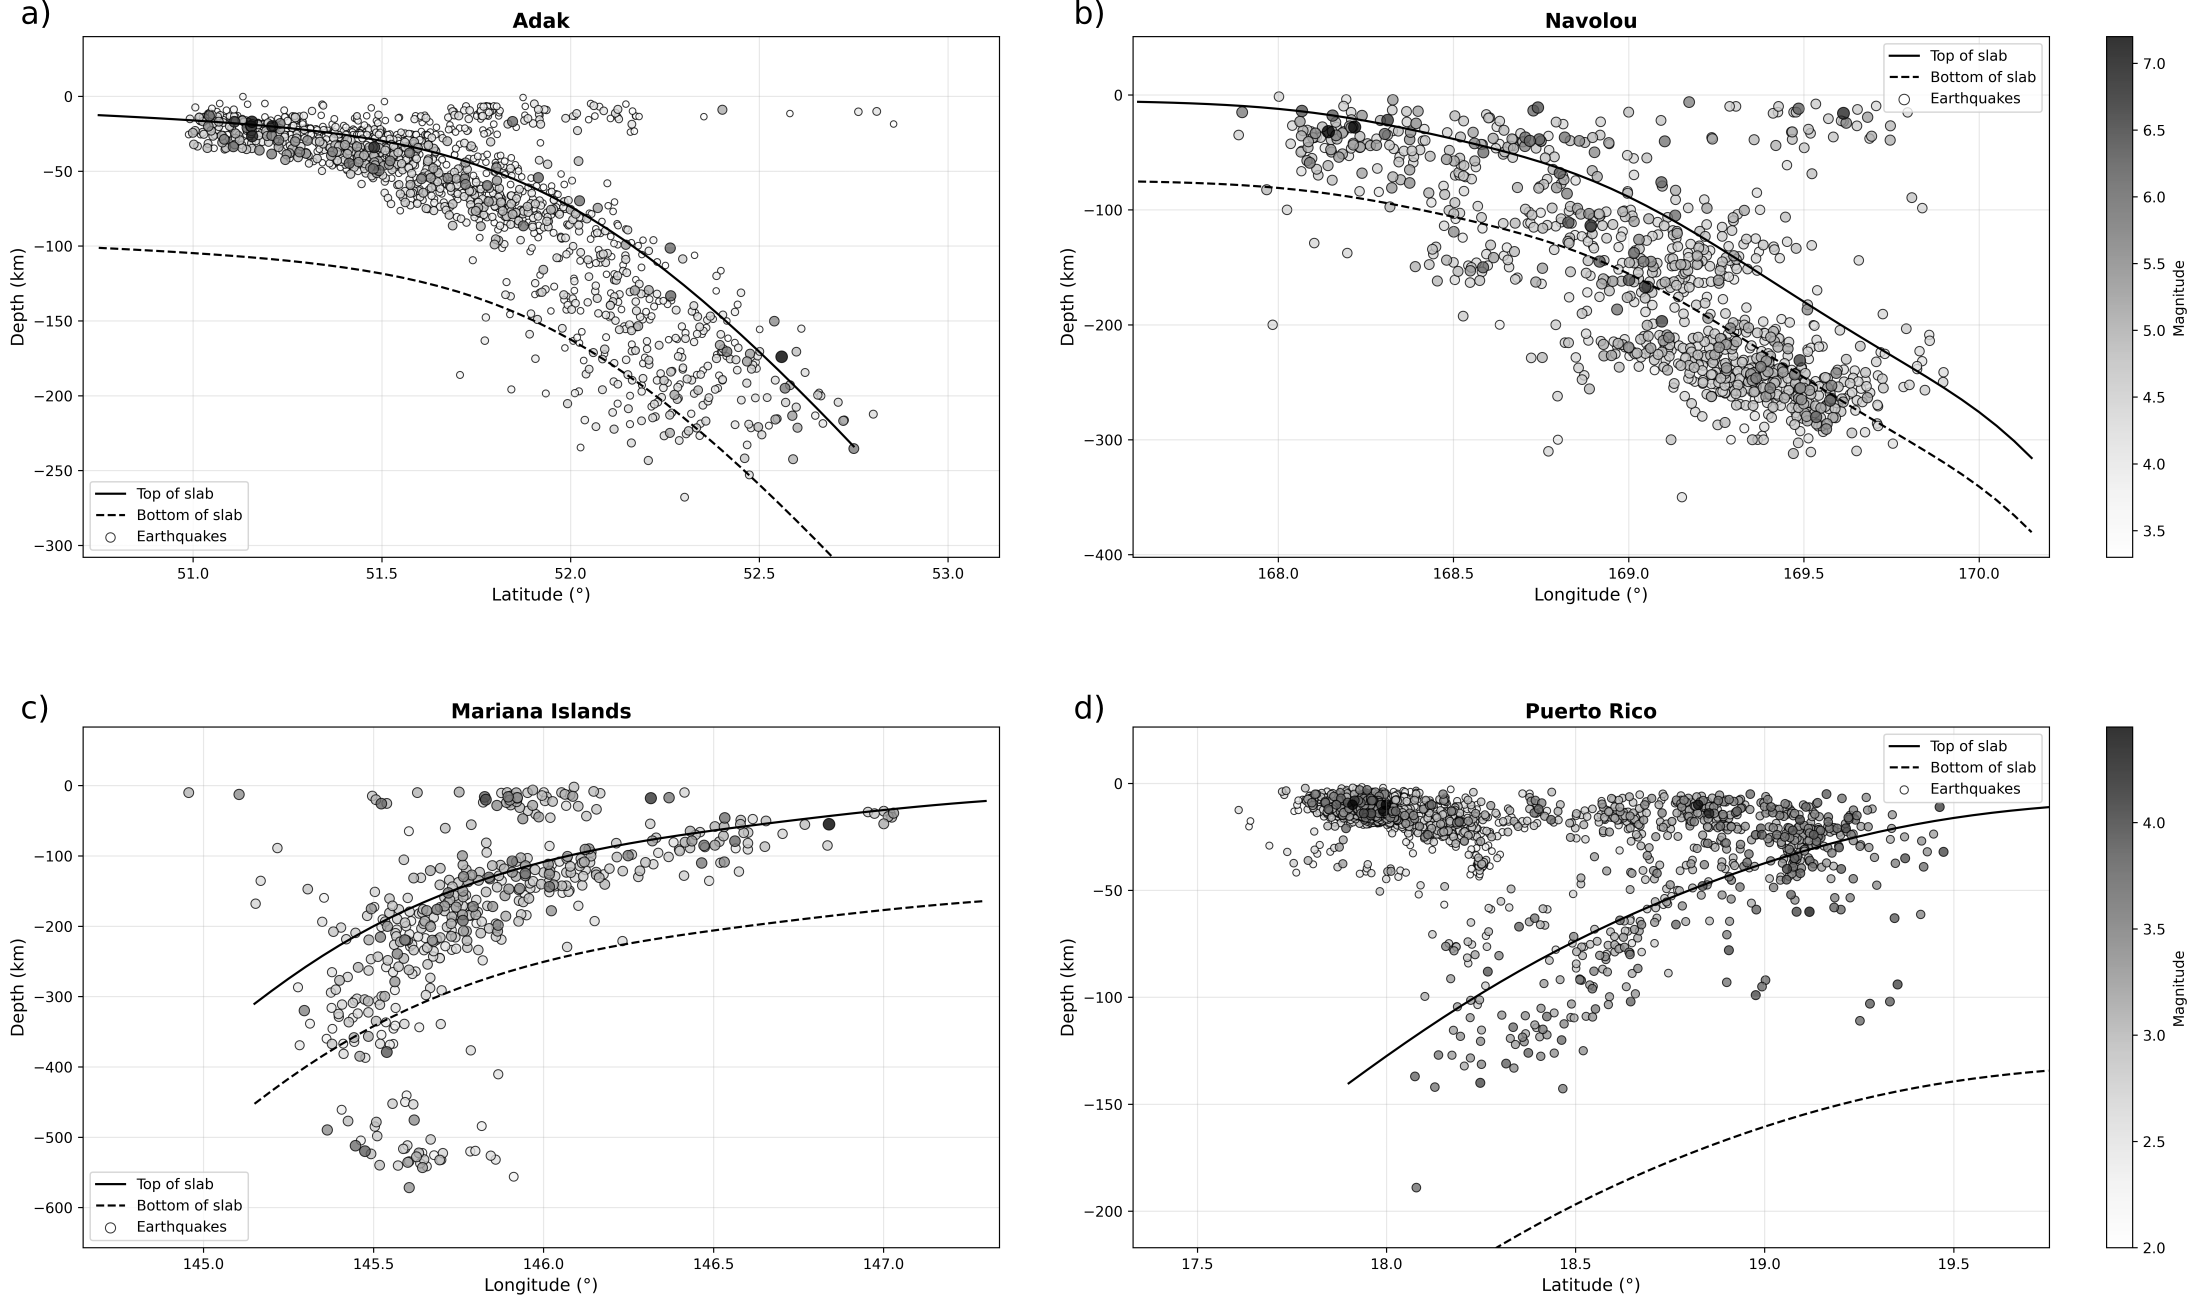 a)
Adak
0
−50
−100
−150
−200
−250
−300
Depth (km)
Top of slab
Bottom of slab
Earthquakes
51.0
51.5
52.0
52.5
53.0
Latitude (°)
b)
Navolou
0
−100
−200
−300
−400
Depth (km)
Top of slab
Bottom of slab
Earthquakes
168.0
168.5
169.0
169.5
170.0
Longitude (°)
7.0
6.5
6.0
5.5
5.0
4.5
4.0
3.5
Magnitude
c)
Mariana Islands
0
−100
−200
−300
−400
−500
−600
Depth (km)
Top of slab
Bottom of slab
Earthquakes
145.0
145.5
146.0
146.5
147.0
Longitude (°)
d)
Puerto Rico
0
−50
−100
−150
−200
Depth (km)
Top of slab
Bottom of slab
Earthquakes
17.5
18.0
18.5
19.0
19.5
Latitude (°)
4.0
3.5
3.0
2.5
2.0
Magnitude